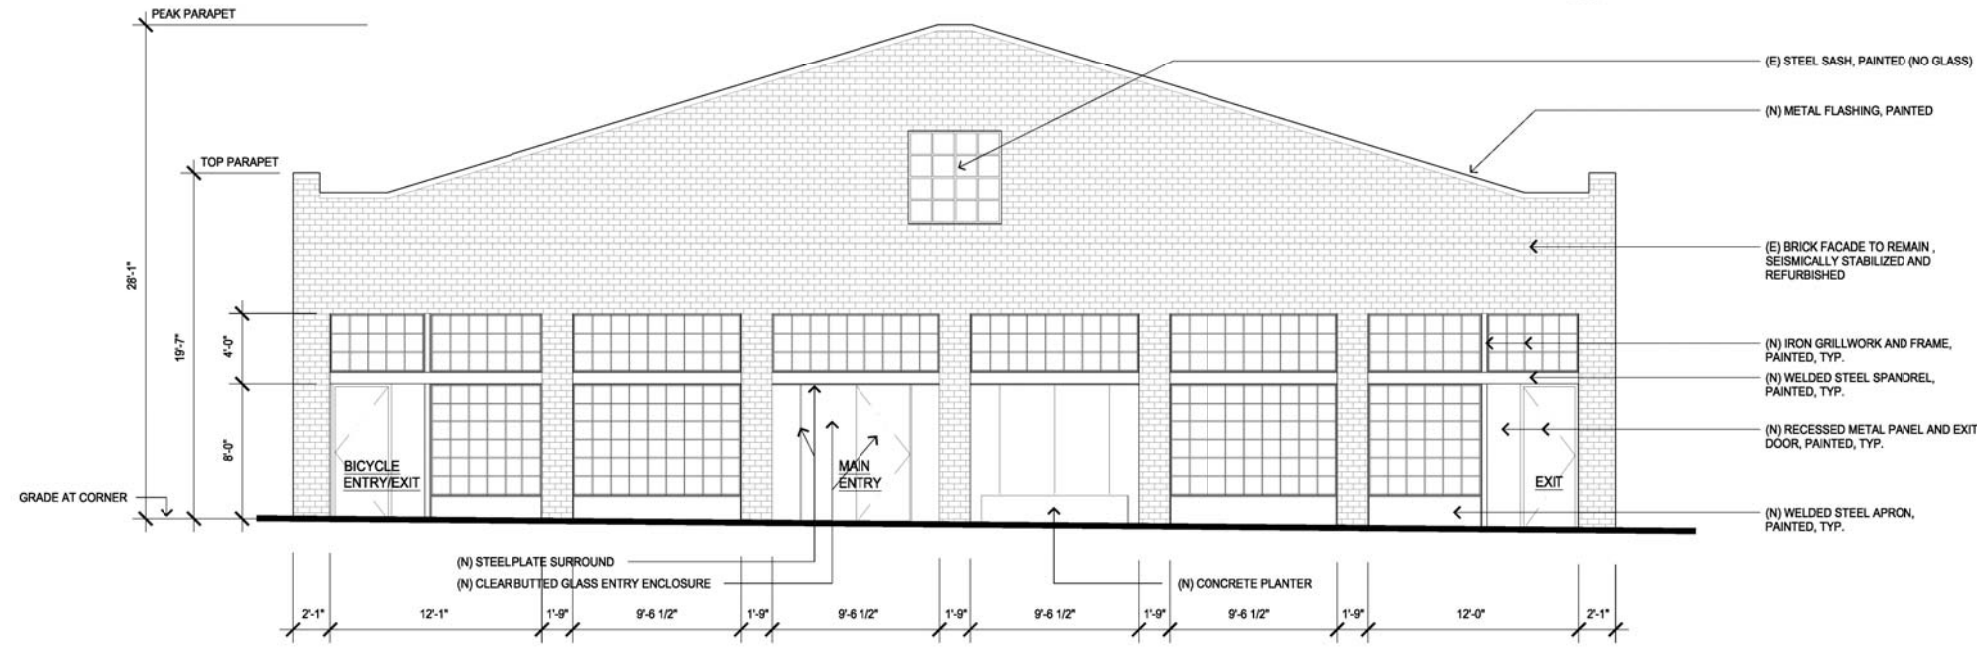 PEAK PARAPET
(E) STEEL SASH, PAINTED (NO GLASS)
(N) METAL FLASHING, PAINTED
TOP PARAPET
(E) BRICK FACADE TO REMAIN ,
SEISMICALLY STABILIZED AND
REFURBISHED
28'-1"
19'-7"
4'-0"
8'-0"
(N) IRON GRILLWORK AND FRAME,
PAINTED, TYP.
(N) WELDED STEEL SPANDREL,
PAINTED, TYP.
(N) RECESSED METAL PANEL AND EXIT
DOOR, PAINTED, TYP.
BICYCLE
ENTRY/EXIT
MAIN
ENTRY
EXIT
GRADE AT CORNER
(N) WELDED STEEL APRON,
PAINTED, TYP.
(N) STEELPLATE SURROUND
(N) CLEARBUTTED GLASS ENTRY ENCLOSURE
(N) CONCRETE PLANTER
2'-1" 12'-1" 1'-9" 9'-6 1/2" 1'-9" 9'-6 1/2" 1'-9" 9'-6 1/2" 1'-9" 9'-6 1/2" 1'-9" 12'-0" 2'-1"